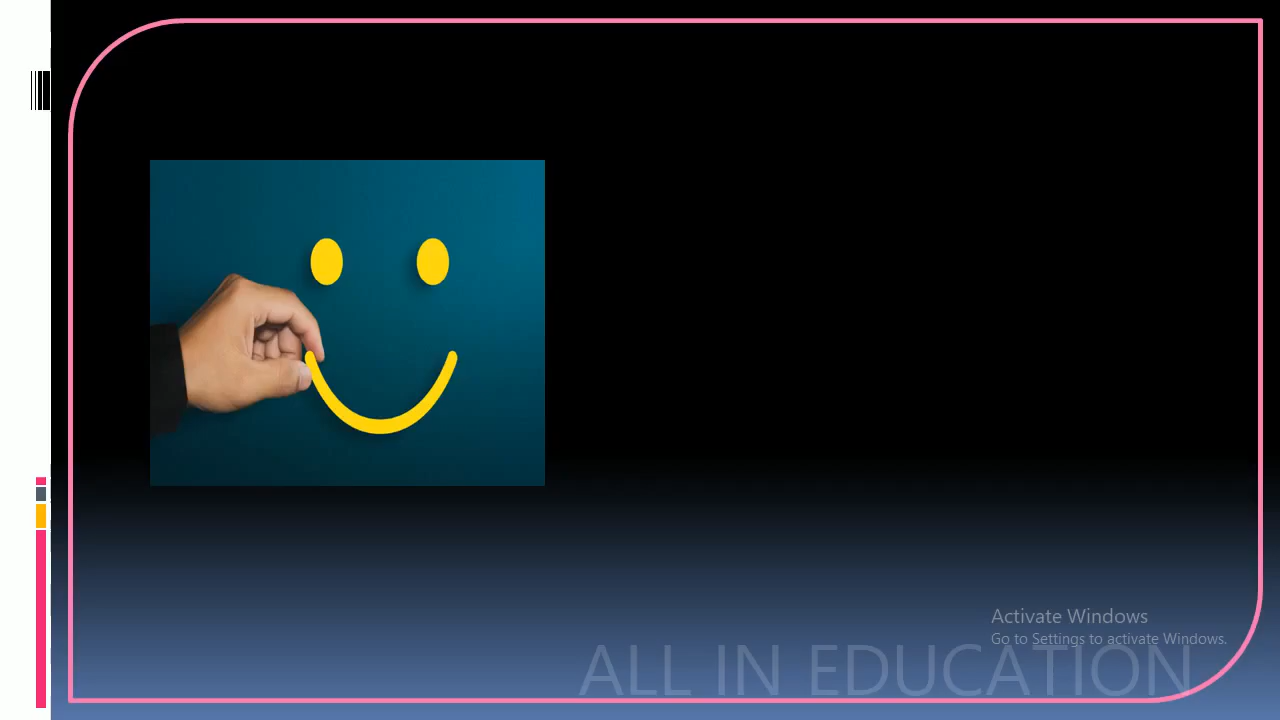 Activate Windows
Go to Settings to activate Windows.
ALL IN EDUCATION